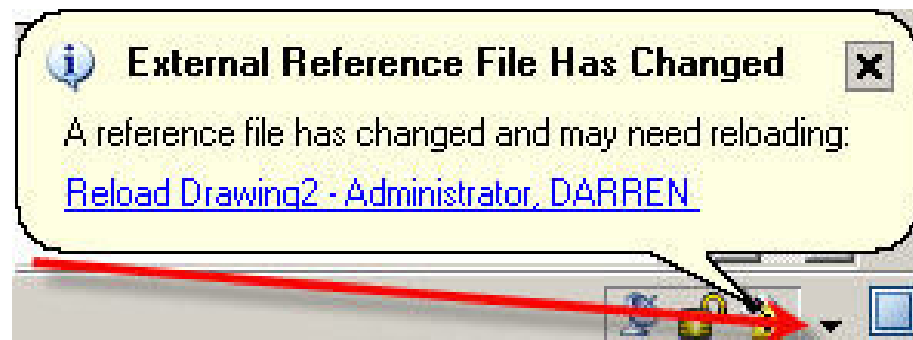 External Reference File Has Changed
A reference file has changed and may need reloading:
Reload Drawing2 - Administrator, DARREN